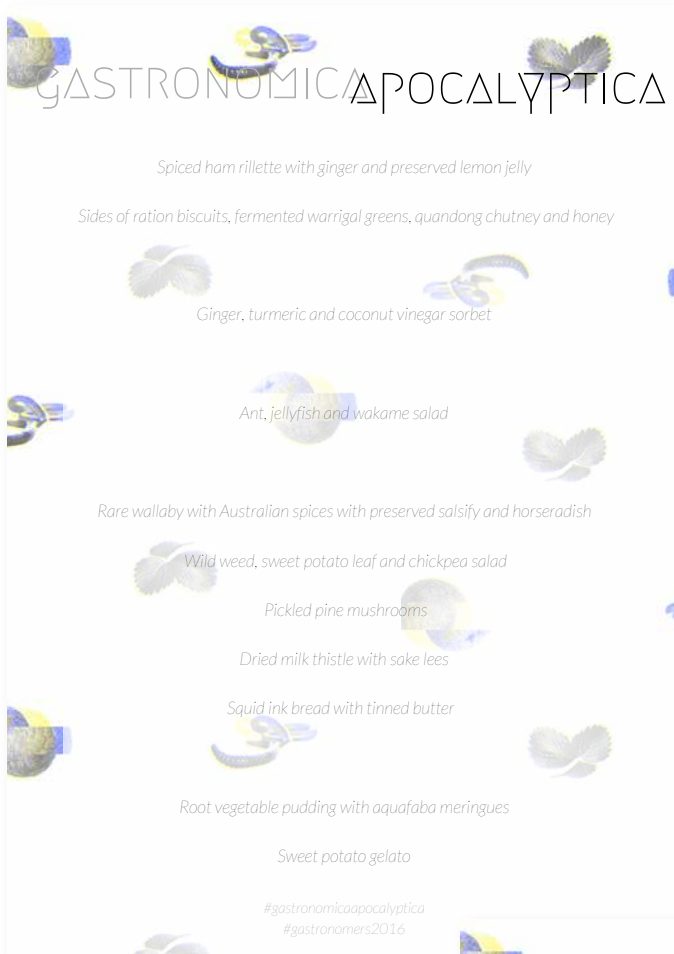 GASTRONOMICA APOCALYPTICA
Spiced ham rillette with ginger and preserved lemon jelly
Sides of ration biscuits, fermented warrigal greens, quandong chutney and honey
Ginger, turmeric and coconut vinegar sorbet
Ant, jellyfish and wakame salad
Rare wallaby with Australian spices with preserved salsify and horseradish
Wild weed, sweet potato leaf and chickpea salad
Pickled pine mushrooms
Dried milk thistle with sake lees
Squid ink bread with tinned butter
Root vegetable pudding with aquafaba meringues
Sweet potato gelato
#gastronomicaapocalyptica
#gastronomers2016